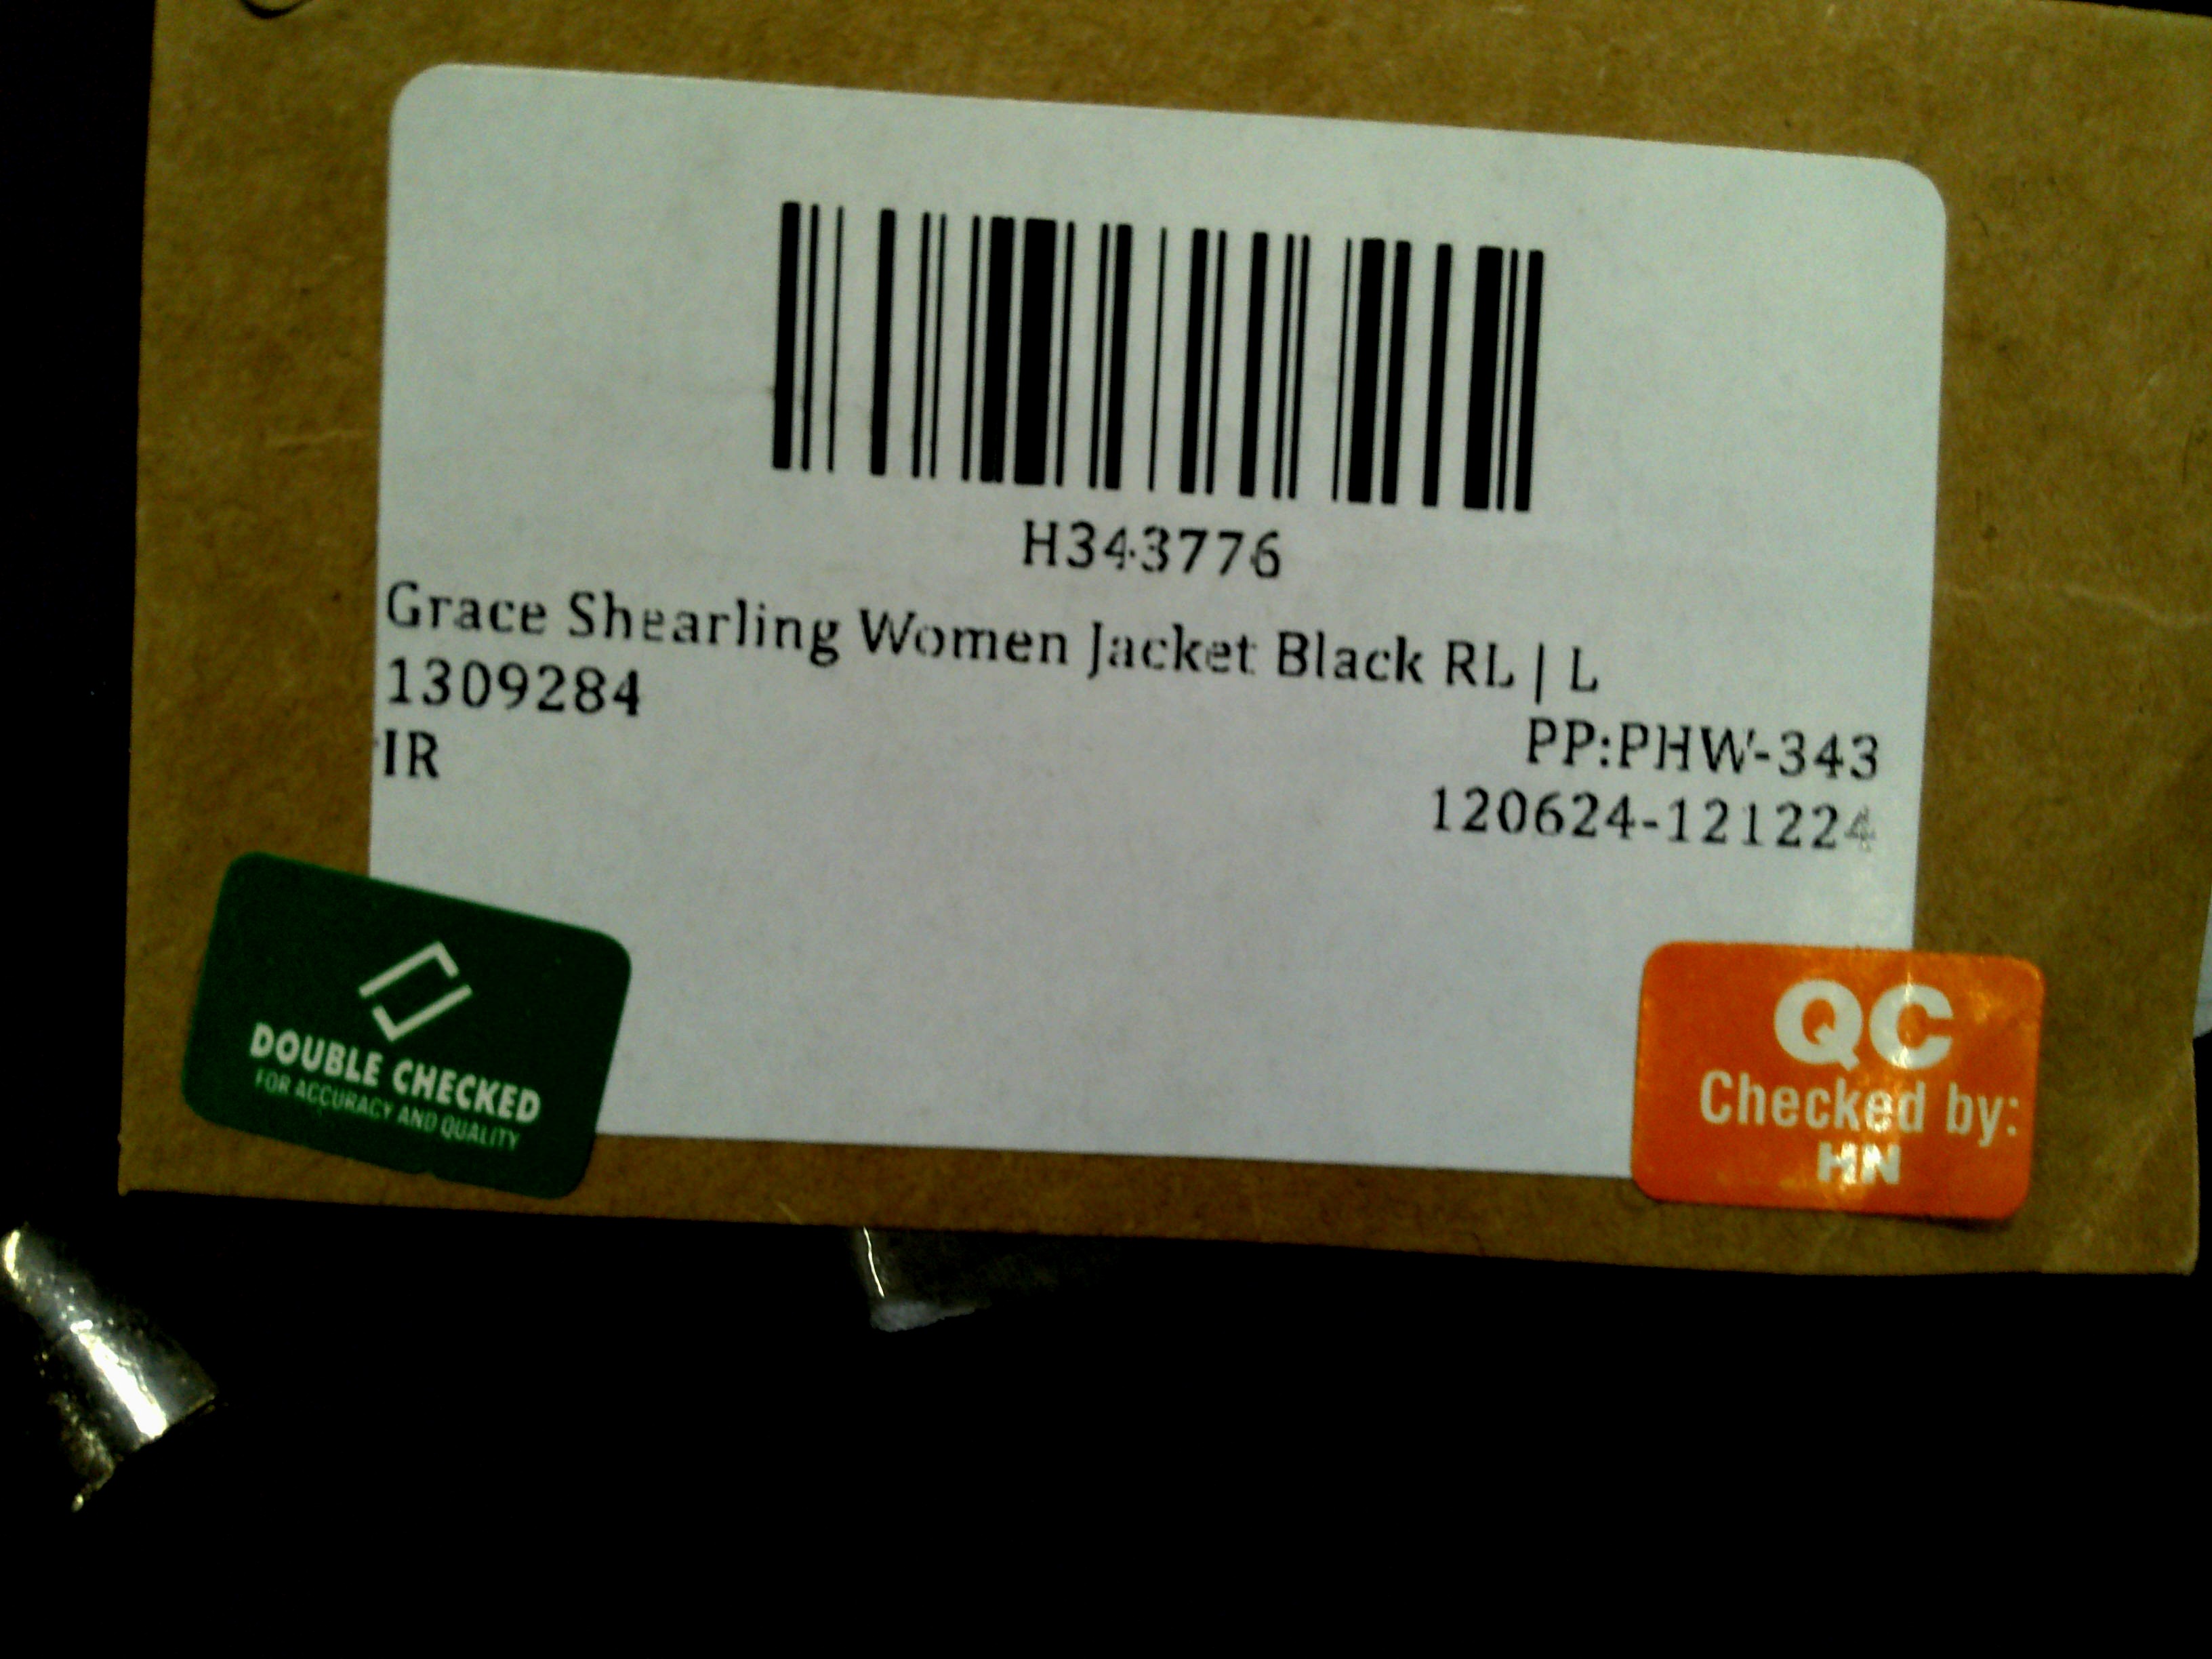 H343776
Grace Shearling Women Jacket Black RL | L
1309284
PP:PHW-343
IR
120624-121224
DOUBLE CHECKED
FOR ACCURACY AND QUALITY
QC
Checked by:
HN